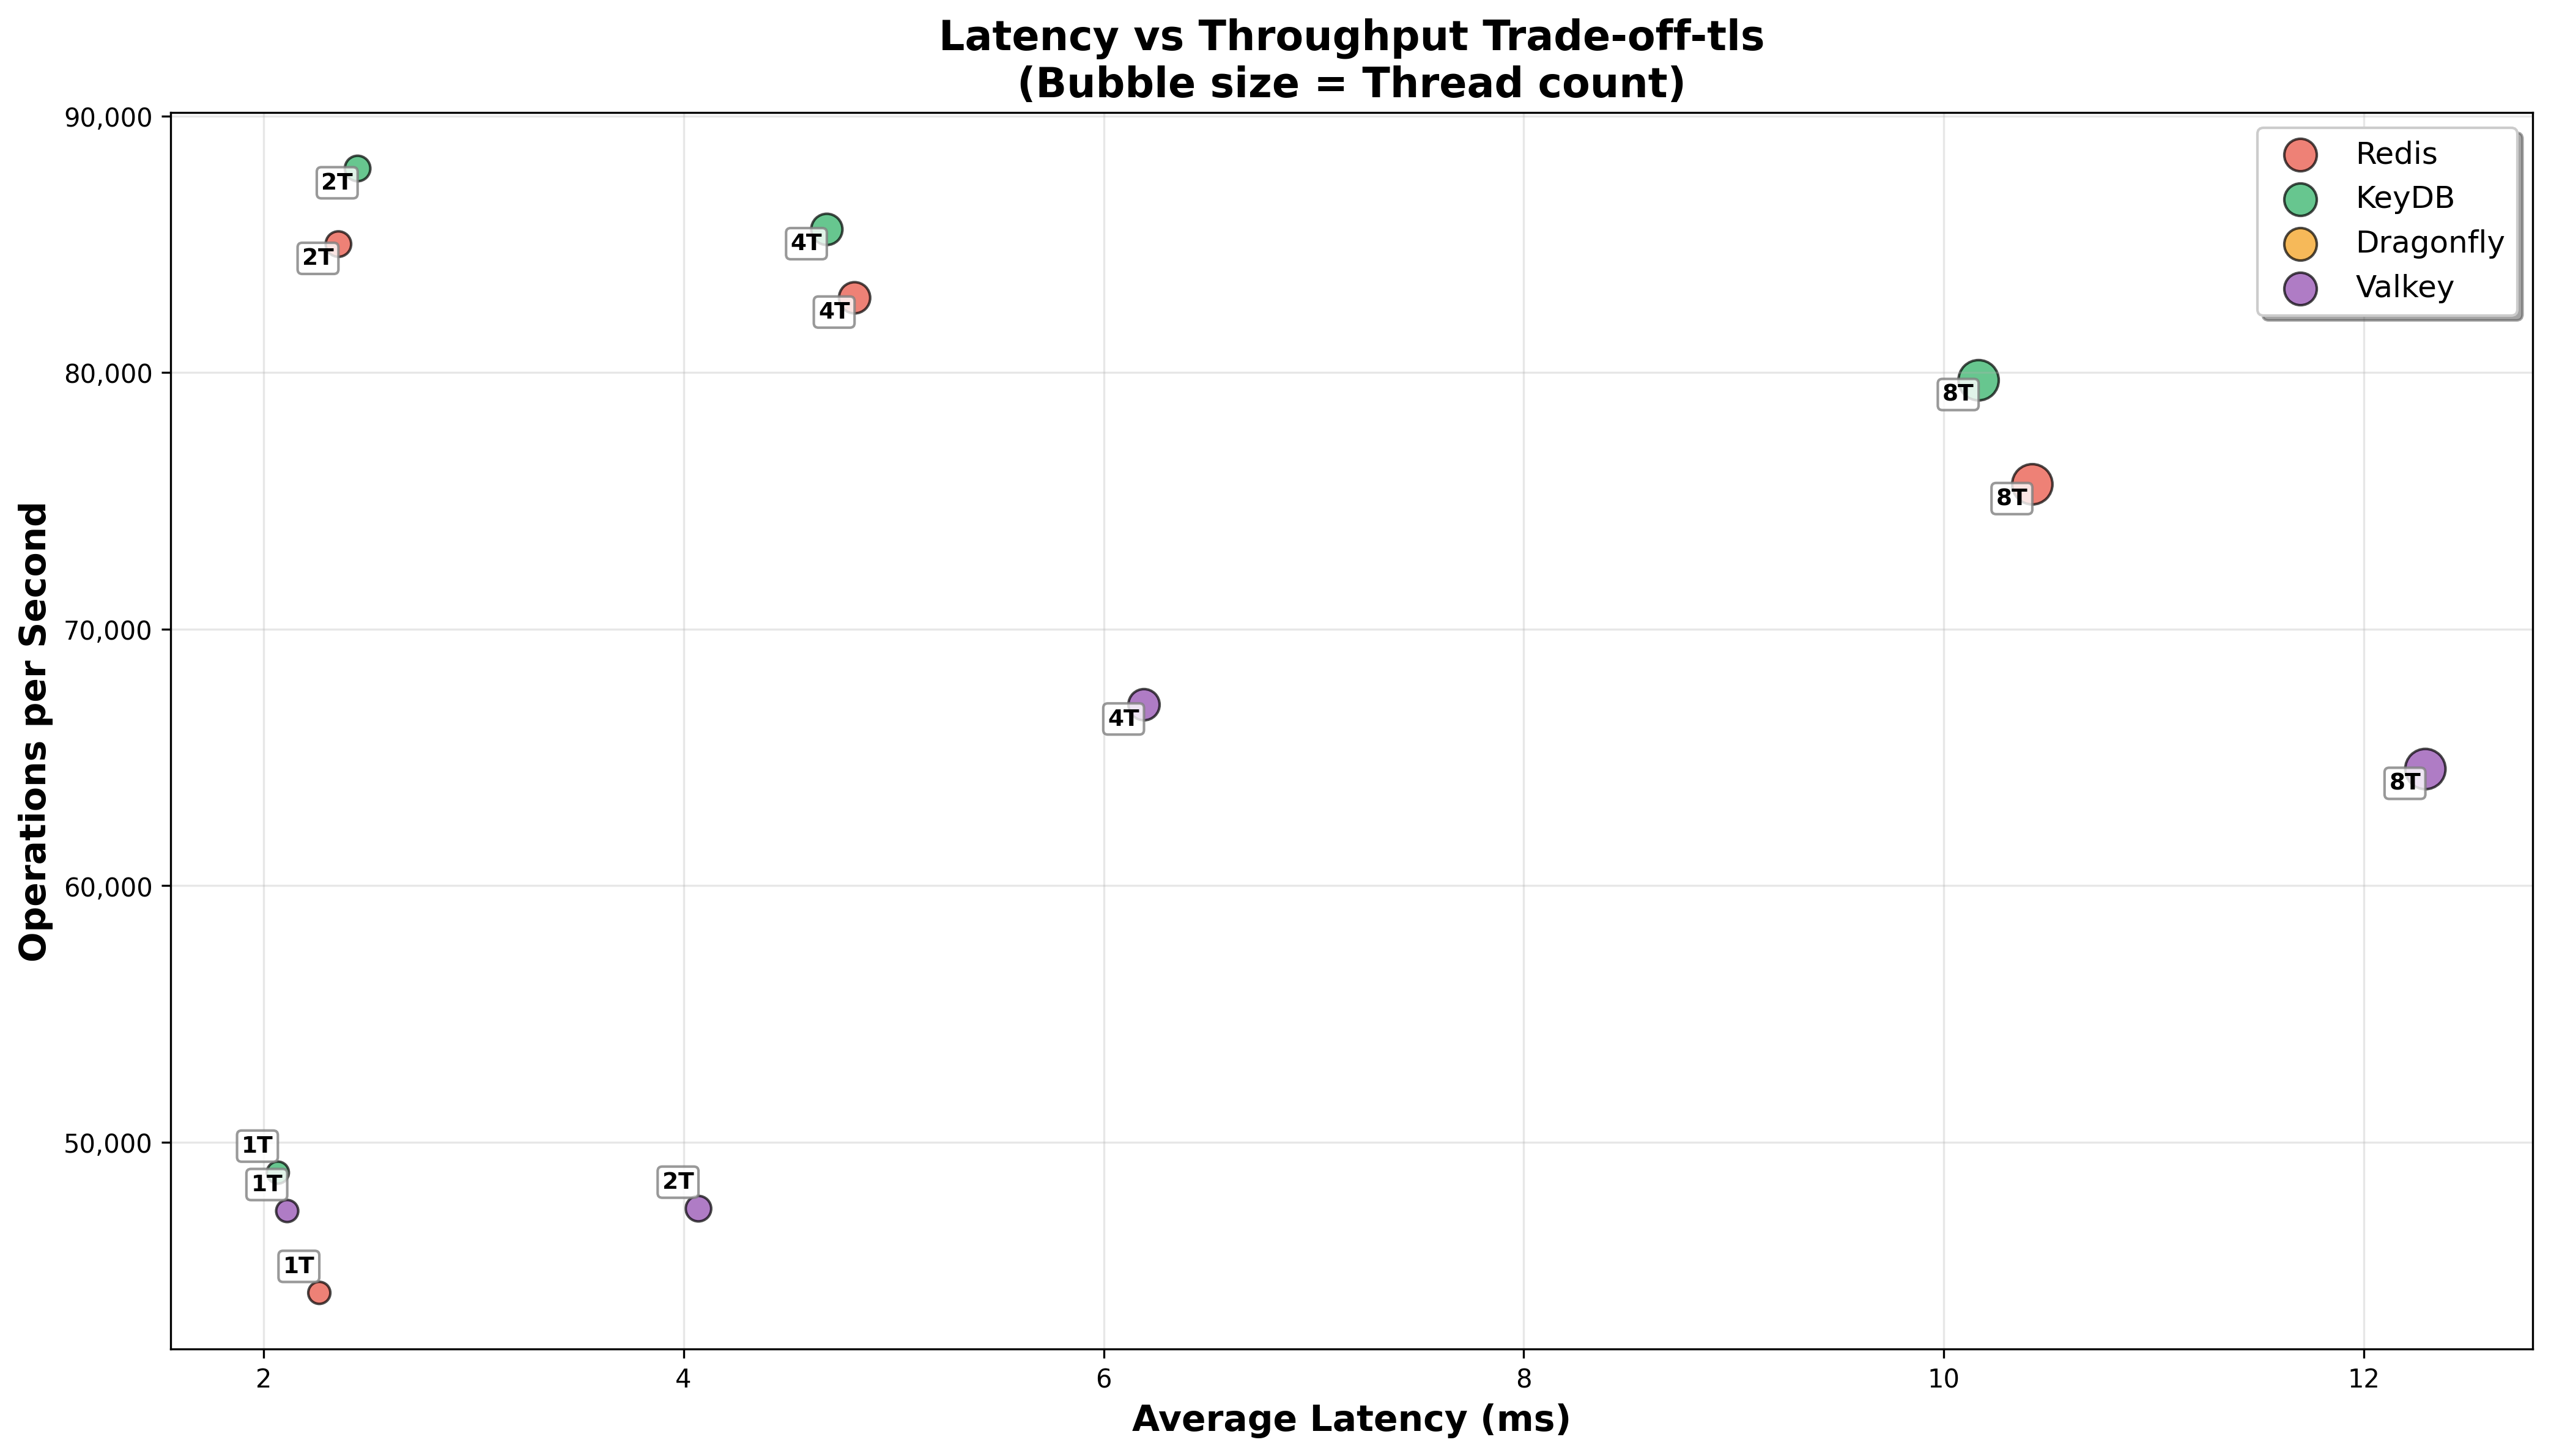 Latency vs Throughput Trade-off-tls
(Bubble size = Thread count)
90,000
80,000
70,000
60,000
50,000
Operations per Second
2T
2T
4T
4T
8T
8T
4T
8T
1T
1T
2T
1T
Redis
KeyDB
Dragonfly
Valkey
2
4
6
8
10
12
Average Latency (ms)